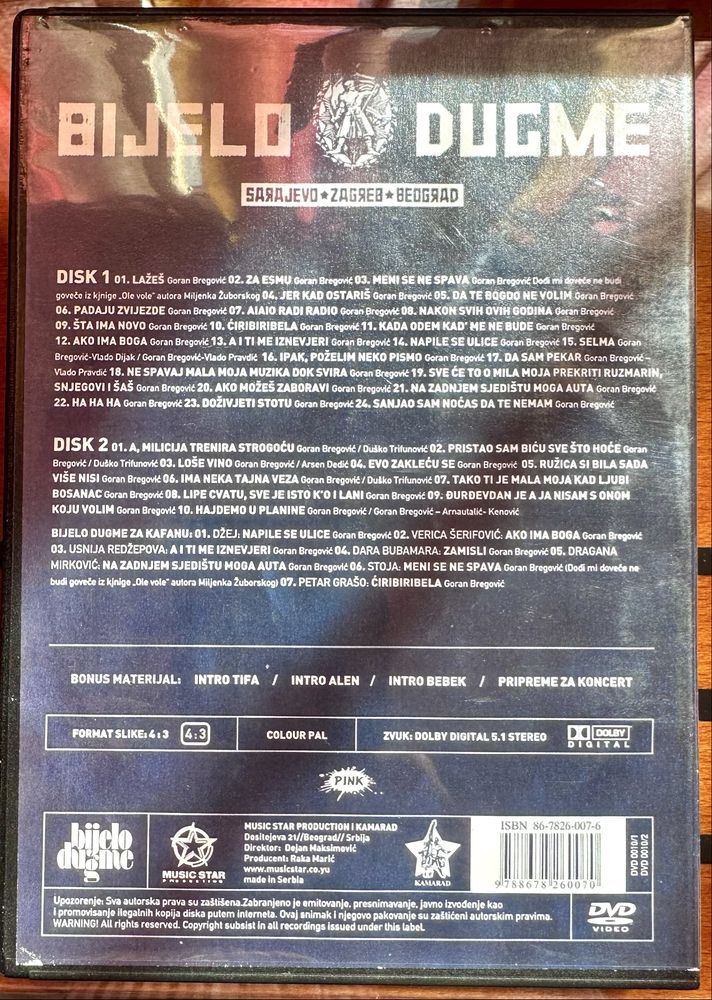 BIJELO DUGME
SARAJEVO★ZAGREB★BEOGRAD
DISK 1 01. LAŽEŠ Goran Bregović 02. ZA ESMU Goran Bregović 03. MENI SE NE SPAVA Goran Bregović Dođi mi doveče ne budi
goveče iz kjnige „Ole vole" autora Miljenka Žuborskog 04. JER KAD OSTARIŠ Goran Bregović 05. DA TE BOGDO NE VOLIM Goran Bregović
06. PADAJU ZVIJEZDE Goran Bregović 07. AIAIO RADI RADIO Goran Bregović 08. NAKON SVIH OVIH GODINA Goran Bregović
09. ŠTA IMA NOVO Goran Bregović 10. ĆIRIBIRIBELA Goran Bregović 11. KADA ODEM KAD' ME NE BUDE Goran Bregović
12. AKO IMA BOGA Goran Bregović 13. A I TI ME IZNEVJERI Goran Bregović 14. NAPILE SE ULICE Goran Bregović 15. SELMA Goran
Bregović-Vlado Dijak / Goran Bregović-Vlado Pravdić 16. IPAK, POŽELIM NEKO PISMO Goran Bregović 17. DA SAM PEKAR Goran Bregović–
Vlado Pravdić 18. NE SPAVAJ MALA MOJA MUZIKA DOK SVIRA Goran Bregović 19. SVE ĆE TO O MILA MOJA PREKRITI RUZMARIN,
SNJEGOVI I ŠAŠ Goran Bregović 20. AKO MOŽEŠ ZABORAVI Goran Bregović 21. NA ZADNJEM SJEDIŠTU MOGA AUTA Goran Bregović
22. HA HA HA Goran Bregović 23. DOŽIVJETI STOTU Goran Bregović 24. SANJAO SAM NOĆAS DA TE NEMAM Goran Bregović
DISK 2 01. A, MILICIJA TRENIRA STROGOĆU Goran Bregović / Duško Trifunović 02. PRISTAO SAM BIĆU SVE ŠTO HOĆE Goran
Bregović / Duško Trifunović 03. LOŠE VINO Goran Bregović / Arsen Dedić 04. EVO ZAKLEĆU SE Goran Bregović 05. RUŽICA SI BILA SADA
VIŠE NISI Goran Bregović 06. IMA NEKA TAJNA VEZA Goran Bregović / Duško Trifunović 07. TAKO TI JE MALA MOJA KAD LJUBI
BOSANAC Goran Bregović 08. LIPE CVATU, SVE JE ISTO K'O I LANI Goran Bregović 09. ĐURĐEVDAN JE A JA NISAM S ONOM
KOJU VOLIM Goran Bregović 10. HAJDEMO U PLANINE Goran Bregović / Goran Bregović – Arnautalić- Kenović
BIJELO DUGME ZA KAFANU: 01. DŽEJ: NAPILE SE ULICE Goran Bregović 02. VERICA ŠERIFOVIĆ: AKO IMA BOGA Goran Bregović
03. USNIJA REDŽEPOVA: A I TI ME IZNEVJERI Goran Bregović 04. DARA BUBAMARA: ZAMISLI Goran Bregović 05. DRAGANA
MIRKOVIĆ: NA ZADNJEM SJEDIŠTU MOGA AUTA Goran Bregović 06. STOJA: MENI SE NE SPAVA Goran Bregović (Dođi mi doveče ne
budi goveče iz kjnige „Ole vole" autora Miljenka Žuborskog) 07. PETAR GRAŠO: ĆIRIBIRIBELA Goran Bregović
BONUS MATERIJAL: INTRO TIFA / INTRO ALEN / INTRO BEBEK / PRIPREME ZA KONCERT
FORMAT SLIKE: 4:3 4:3 COLOUR PAL ZVUK: DOLBY DIGITAL 5.1 STEREO DOLBY
DIGITAL
PINK
bijelo
dugme
MUSIC STAR
PRODUCTION
MUSIC STAR PRODUCTION I KAMARAD
Dositejeva 21//Beograd// Srbija
Direktor: Dejan Maksimović
Producent: Raka Marić
www.musicstar.co.yu
made in Serbia
KAMARAD
ISBN 86-7826-007-6
9 788678 260070
DVD 0010/1
DVD 0010/2
Upozorenje: Sva autorska prava su zaštišena.Zabranjeno je emitovanje, presnimavanje, javno izvođenje kao
I promovisanje ilegalnih kopija diska putem interneta. Ovaj snimak i njegovo pakovanje su zaštićeni autorskim pravima.
WARNING! All rights reserved. Copyright subsist in all recordings issued under this label.
DVD
VIDEO